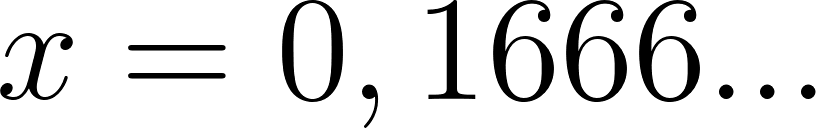 x = 0, 1666...